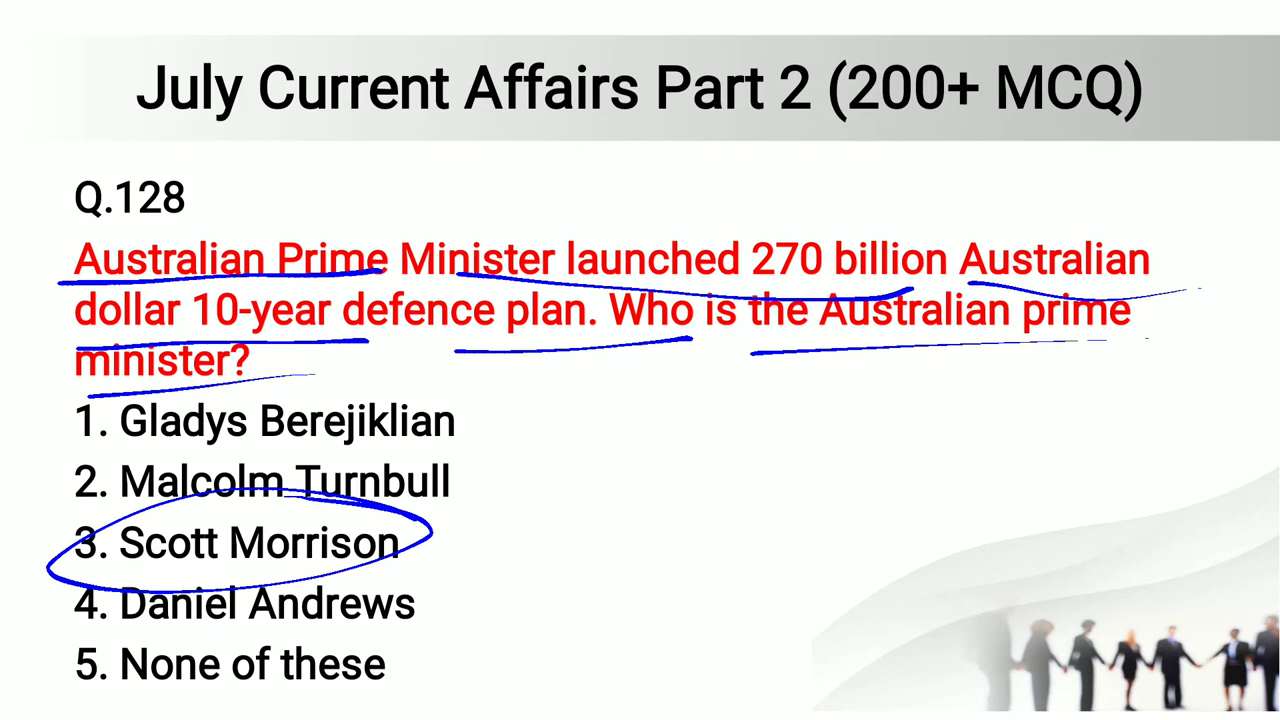 July Current Affairs Part 2 (200+ MCQ)
Q.128
Australian Prime Minister launched 270 billion Australian
dollar 10-year defence plan. Who is the Australian prime
minister?
1. Gladys Berejiklian
2. Malcolm Turnbull
3. Scott Morrison
4. Daniel Andrews
5. None of these